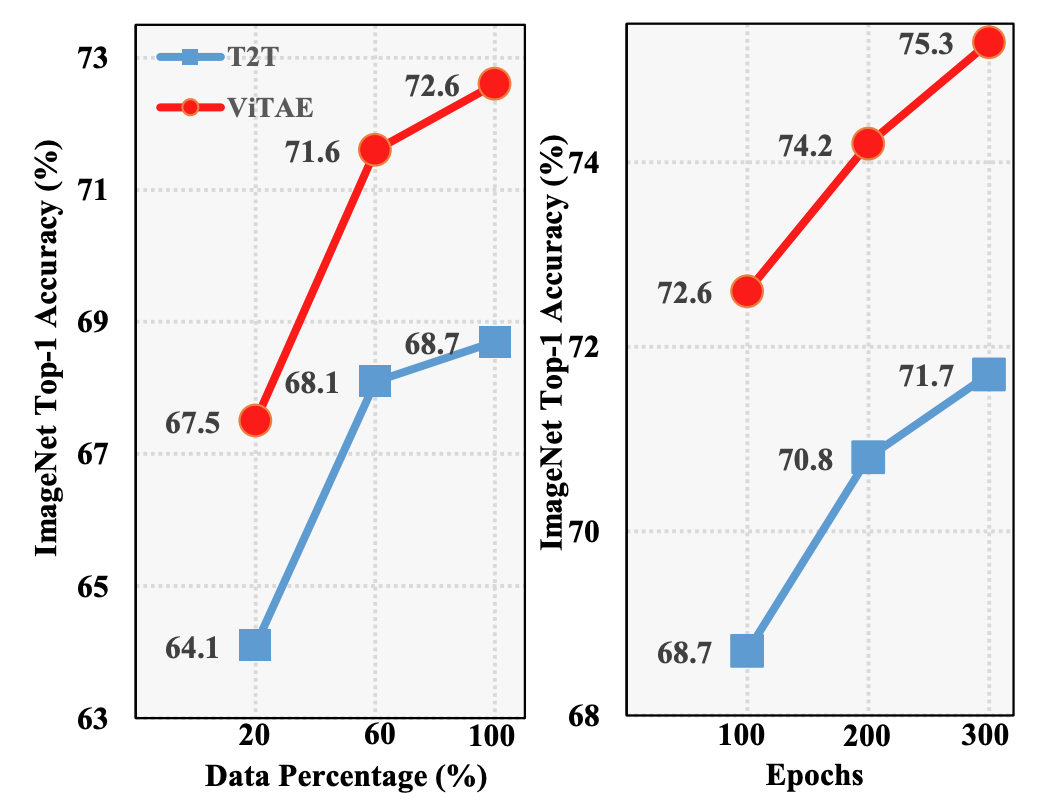 73
71
69
67
65
63
ImageNet Top-1 Accuracy (%)
T2T
ViTAE
72.6
71.6
67.5
68.7
68.1
64.1
20 60 100
Data Percentage (%)
74
72
70
68
ImageNet Top-1 Accuracy (%)
75.3
74.2
72.6
71.7
70.8
68.7
100 200 300
Epochs